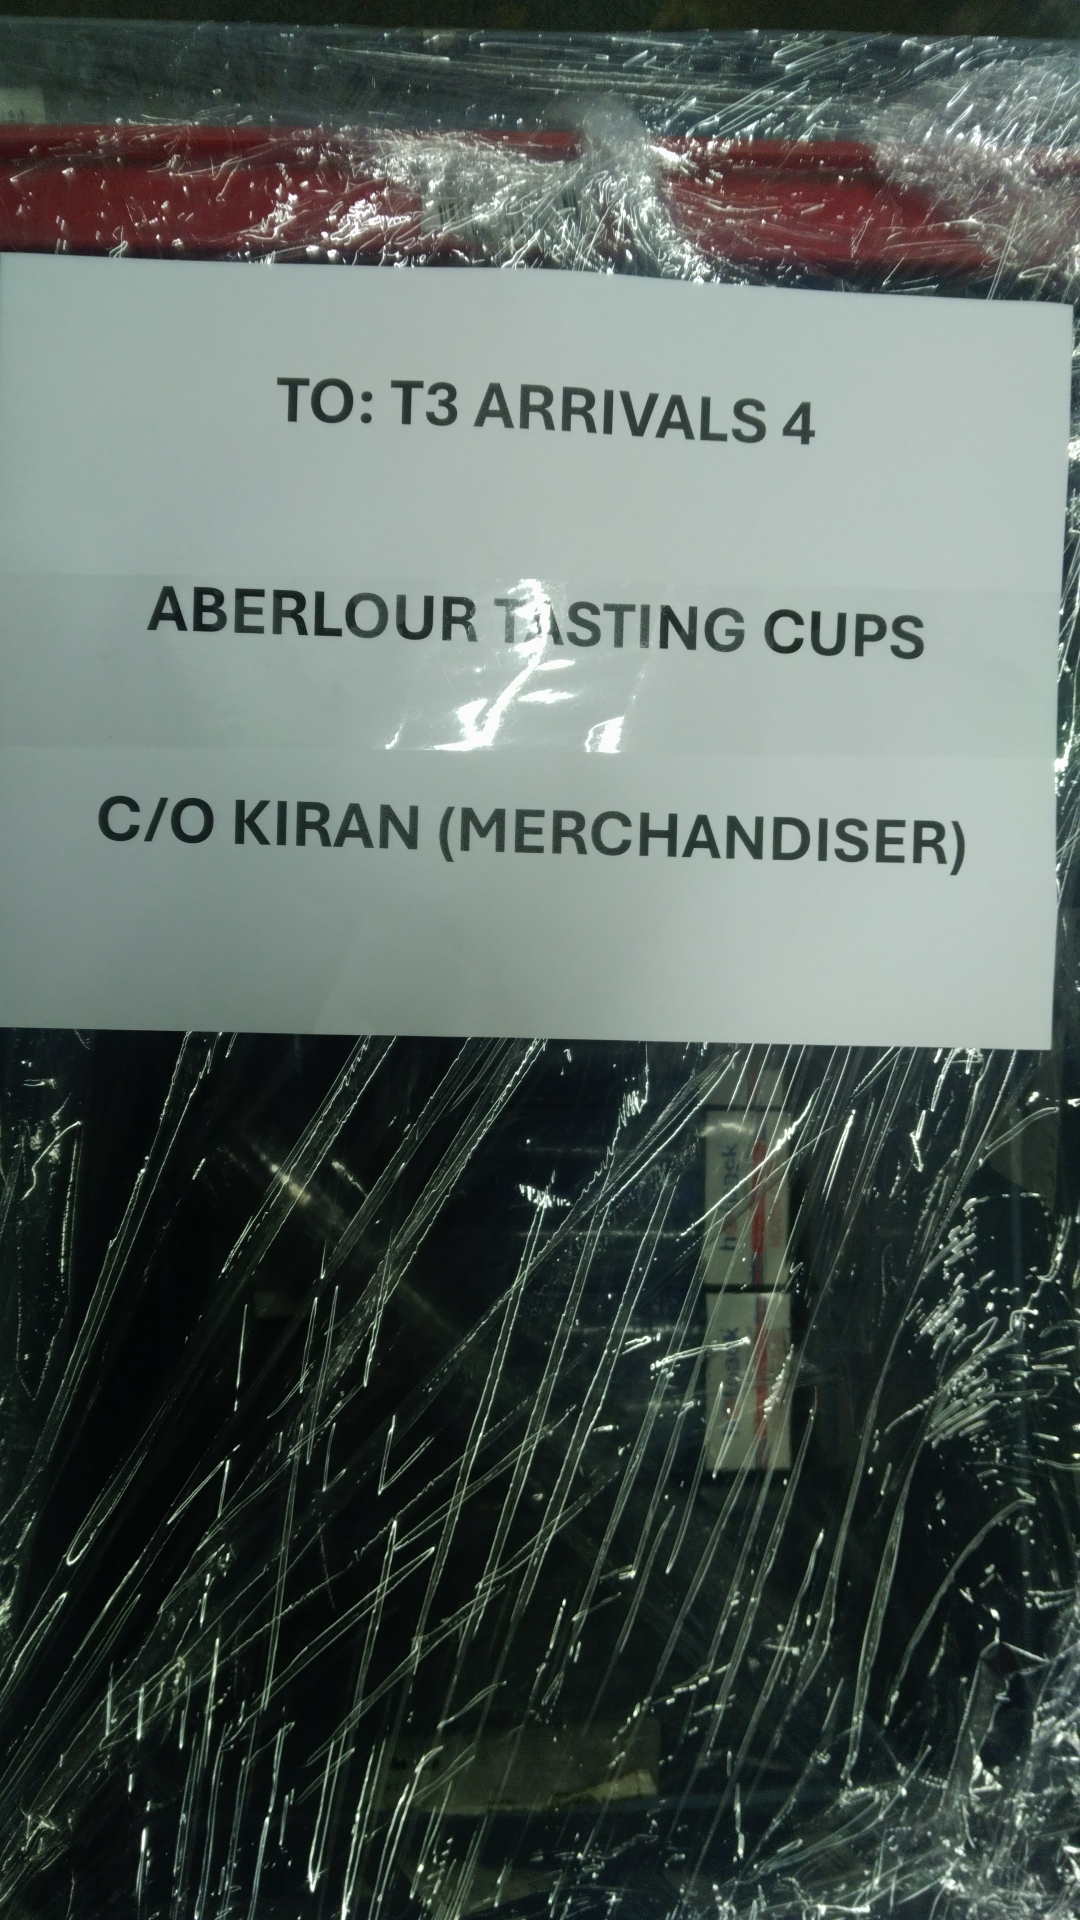 TO: T3 ARRIVALS 4
ABERLOUR TASTING CUPS
C/O KIRAN (MERCHANDISER)